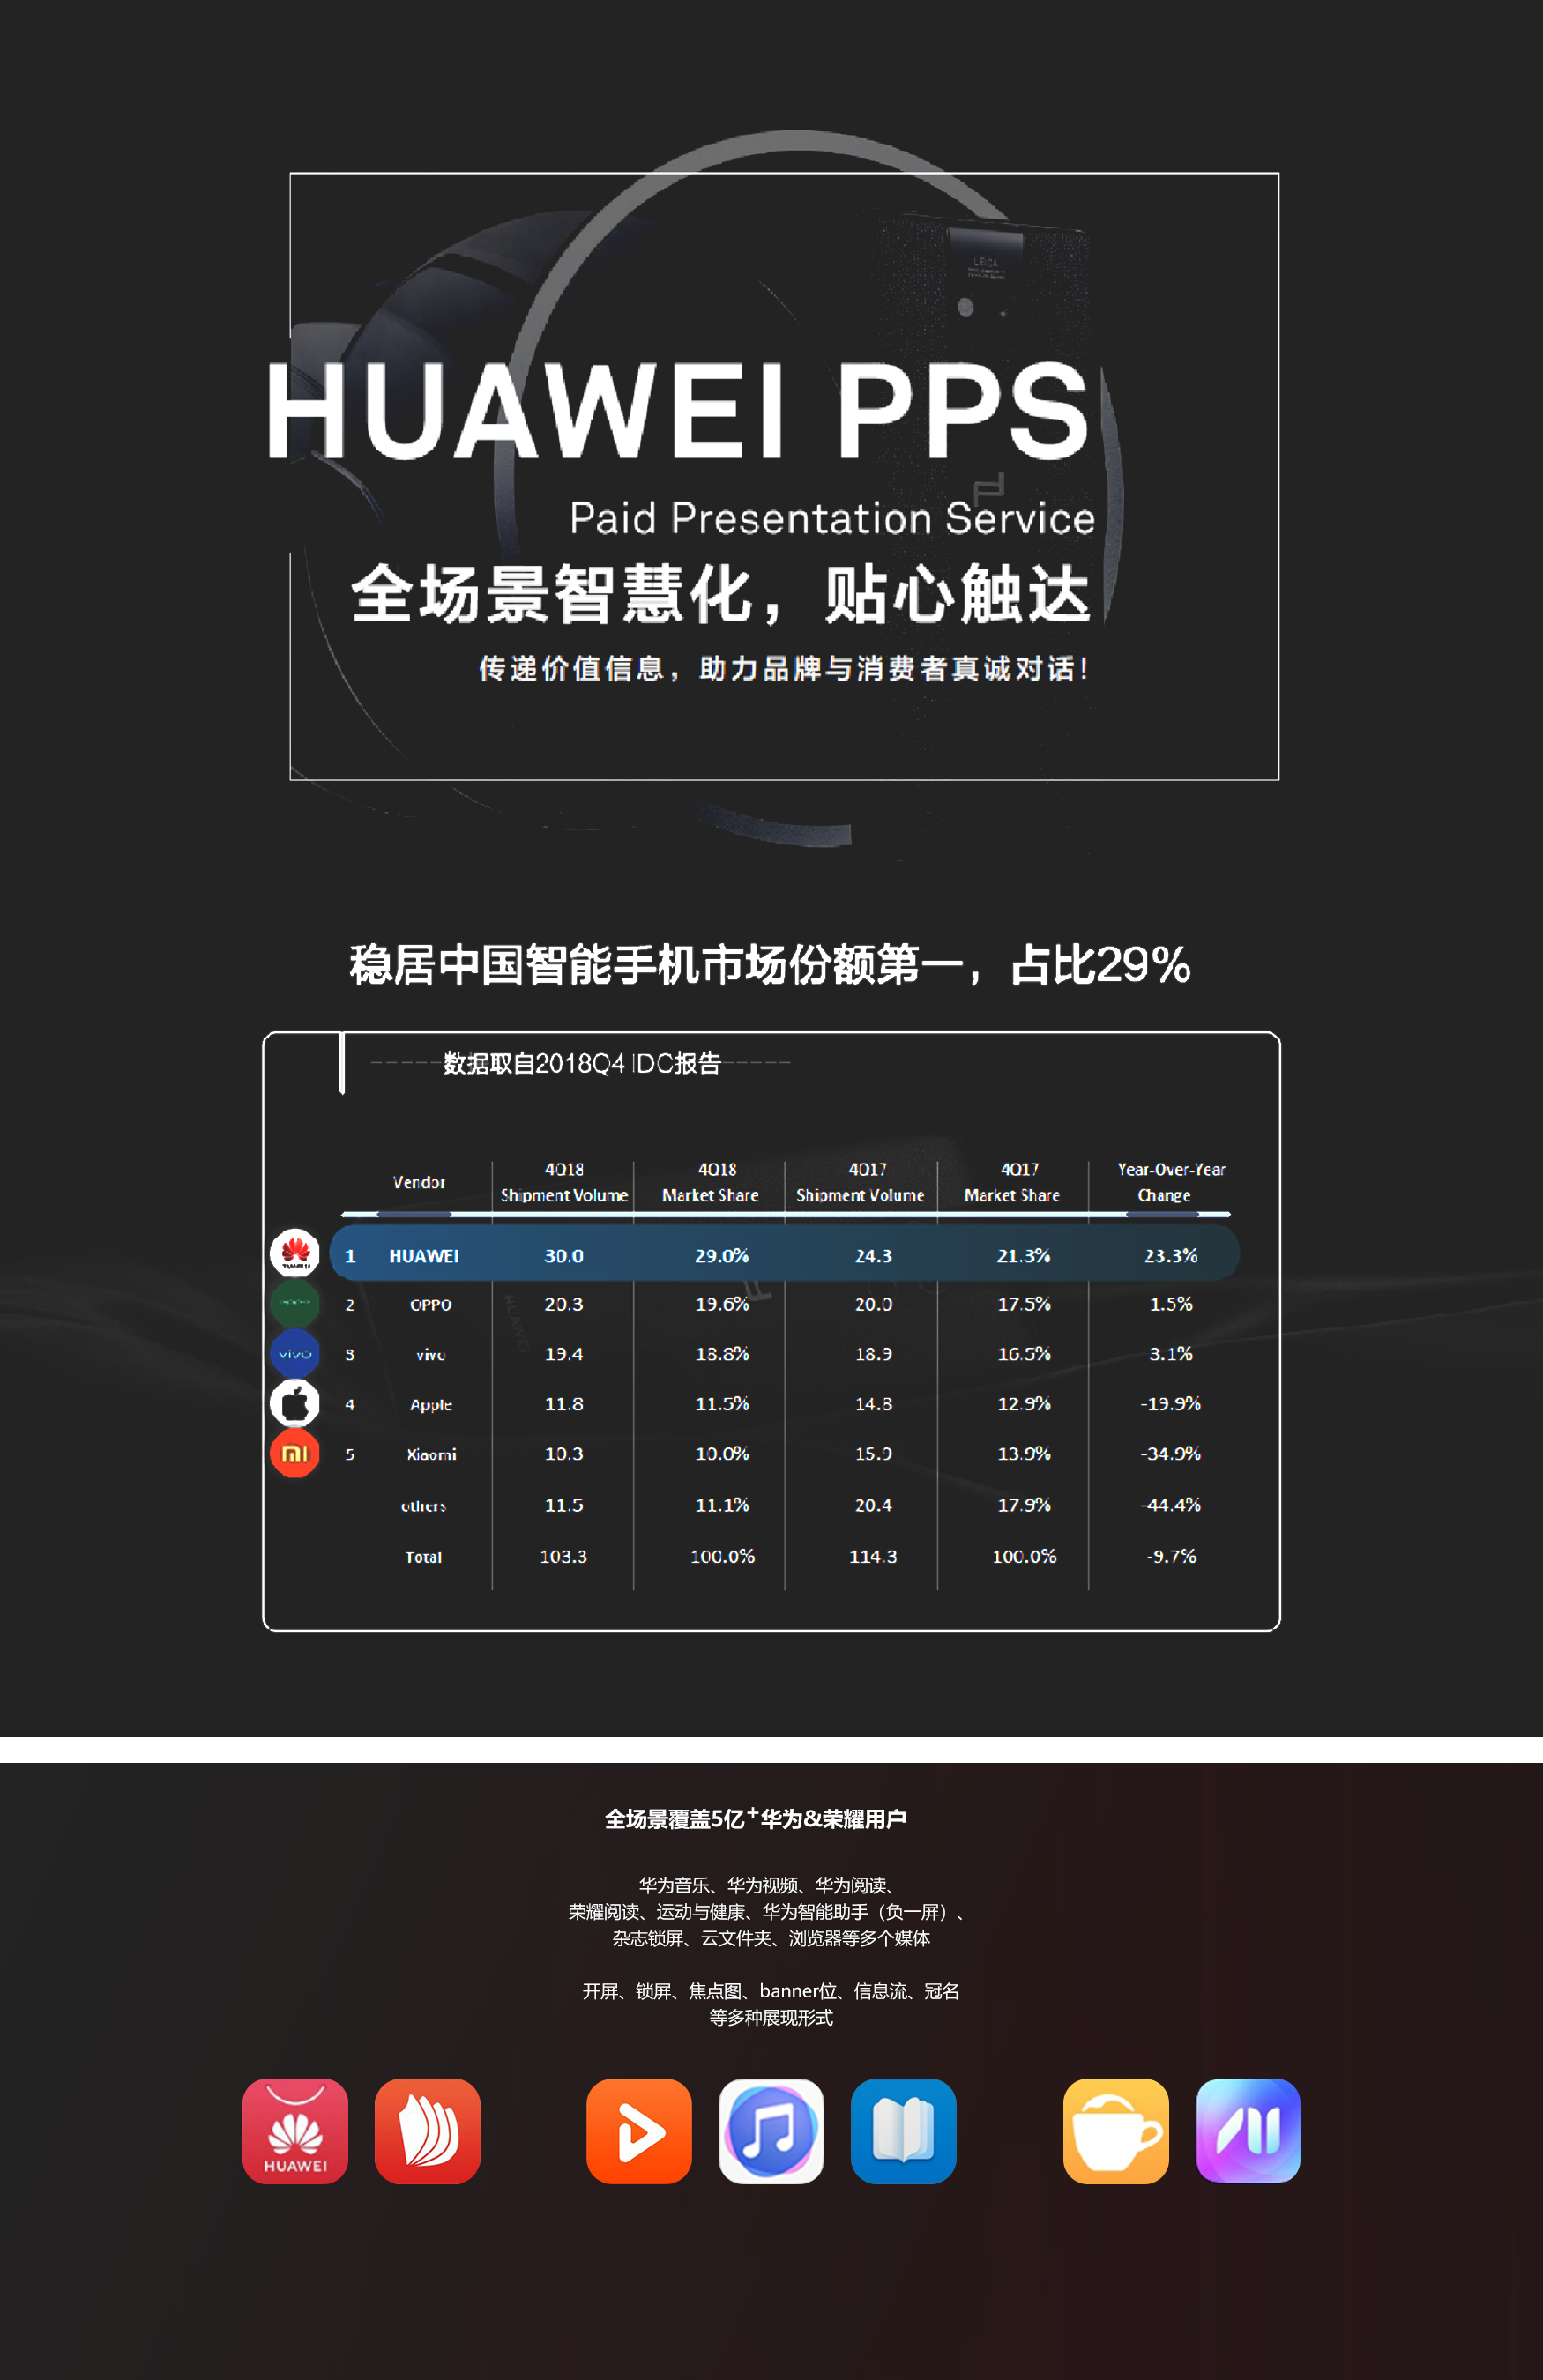 LEICA
HUAWEI PPS
Paid Presentation Service
全场景智慧化，贴心触达
传递价值信息，助力品牌与消费者真诚对话！
稳居中国智能手机市场份额第一，占比29%
数据取自2018Q4 IDC报告
Vendor 4Q18 Shipment Volume 4Q18 Market Share 4Q17 Shipment Volume 4Q17 Market Share Year-Over-Year Change
1 HUAWEI 30.0 29.0% 24.3 21.3% 23.3%
oppo 2 OPPO 20.3 19.6% 20.0 17.5% 1.5%
vivo 3 vivo 19.4 18.8% 18.9 16.5% 3.1%
4 Apple 11.8 11.5% 14.8 12.9% -19.9%
MI 5 Xiaomi 10.3 10.0% 15.9 13.9% -34.9%
others 11.5 11.1% 20.4 17.9% -44.4%
Total 103.3 100.0% 114.3 100.0% -9.7%
HUAWEI
全场景覆盖5亿⁺华为&荣耀用户
华为音乐、华为视频、华为阅读、
荣耀阅读、运动与健康、华为智能助手（负一屏）、
杂志锁屏、云文件夹、浏览器等多个媒体
开屏、锁屏、焦点图、banner位、信息流、冠名
等多种展现形式
HUAWEI